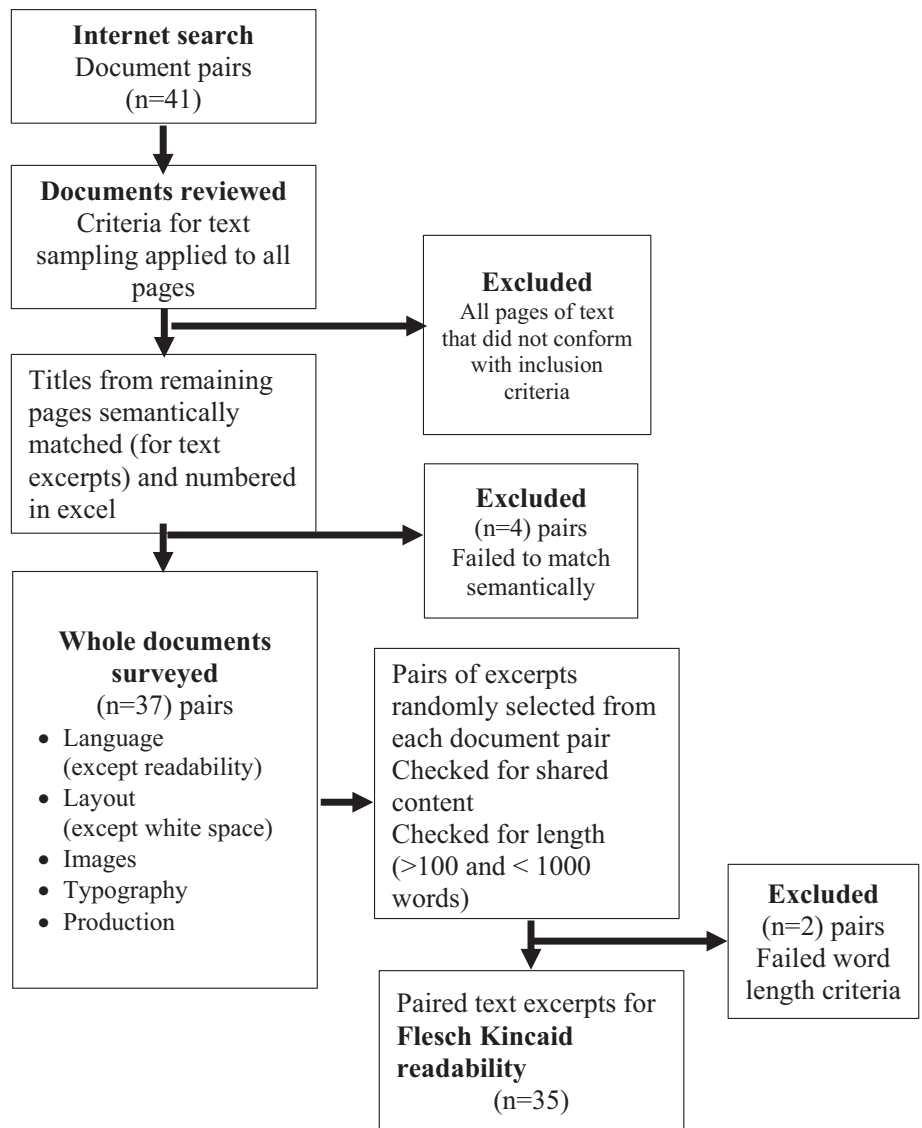 Internet search
Document pairs
(n=41)
Documents reviewed
Criteria for text
sampling applied to all
pages
Excluded
All pages of text
that did not conform
with inclusion
criteria
Titles from remaining
pages semantically
matched (for text
excerpts) and numbered
in excel
Excluded
(n=4) pairs
Failed to match
semantically
Whole documents
surveyed
(n=37) pairs
• Language
(except readability)
• Layout
(except white space)
• Images
• Typography
• Production
Pairs of excerpts
randomly selected from
each document pair
Checked for shared
content
Checked for length
(>100 and < 1000
words)
Excluded
(n=2) pairs
Failed word
length criteria
Paired text excerpts for
Flesch Kincaid
readability
(n=35)